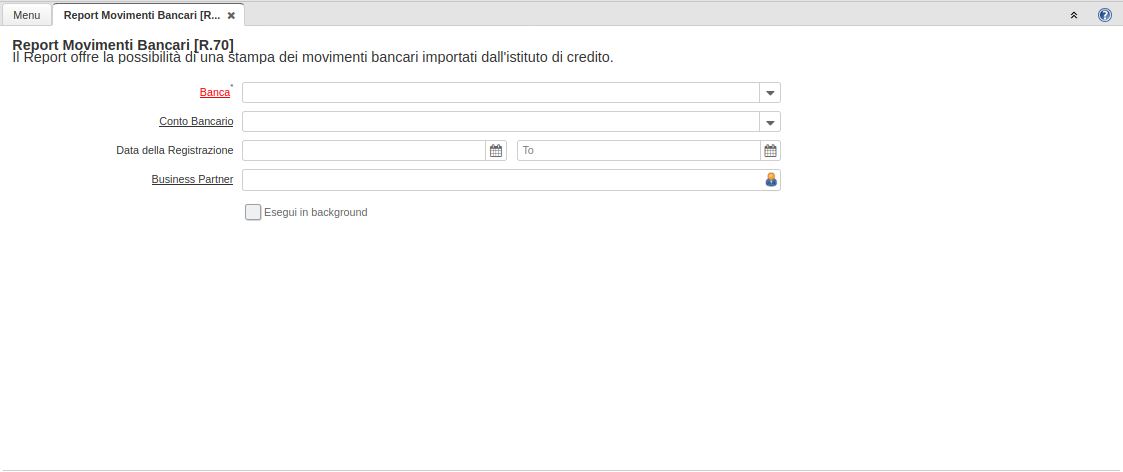 Menu
Report Movimenti Bancari [R...
Report Movimenti Bancari [R.70]
Il Report offre la possibilità di una stampa dei movimenti bancari importati dall'istituto di credito.
Banca*
Conto Bancario
Data della Registrazione To
Business Partner
Esegui in background